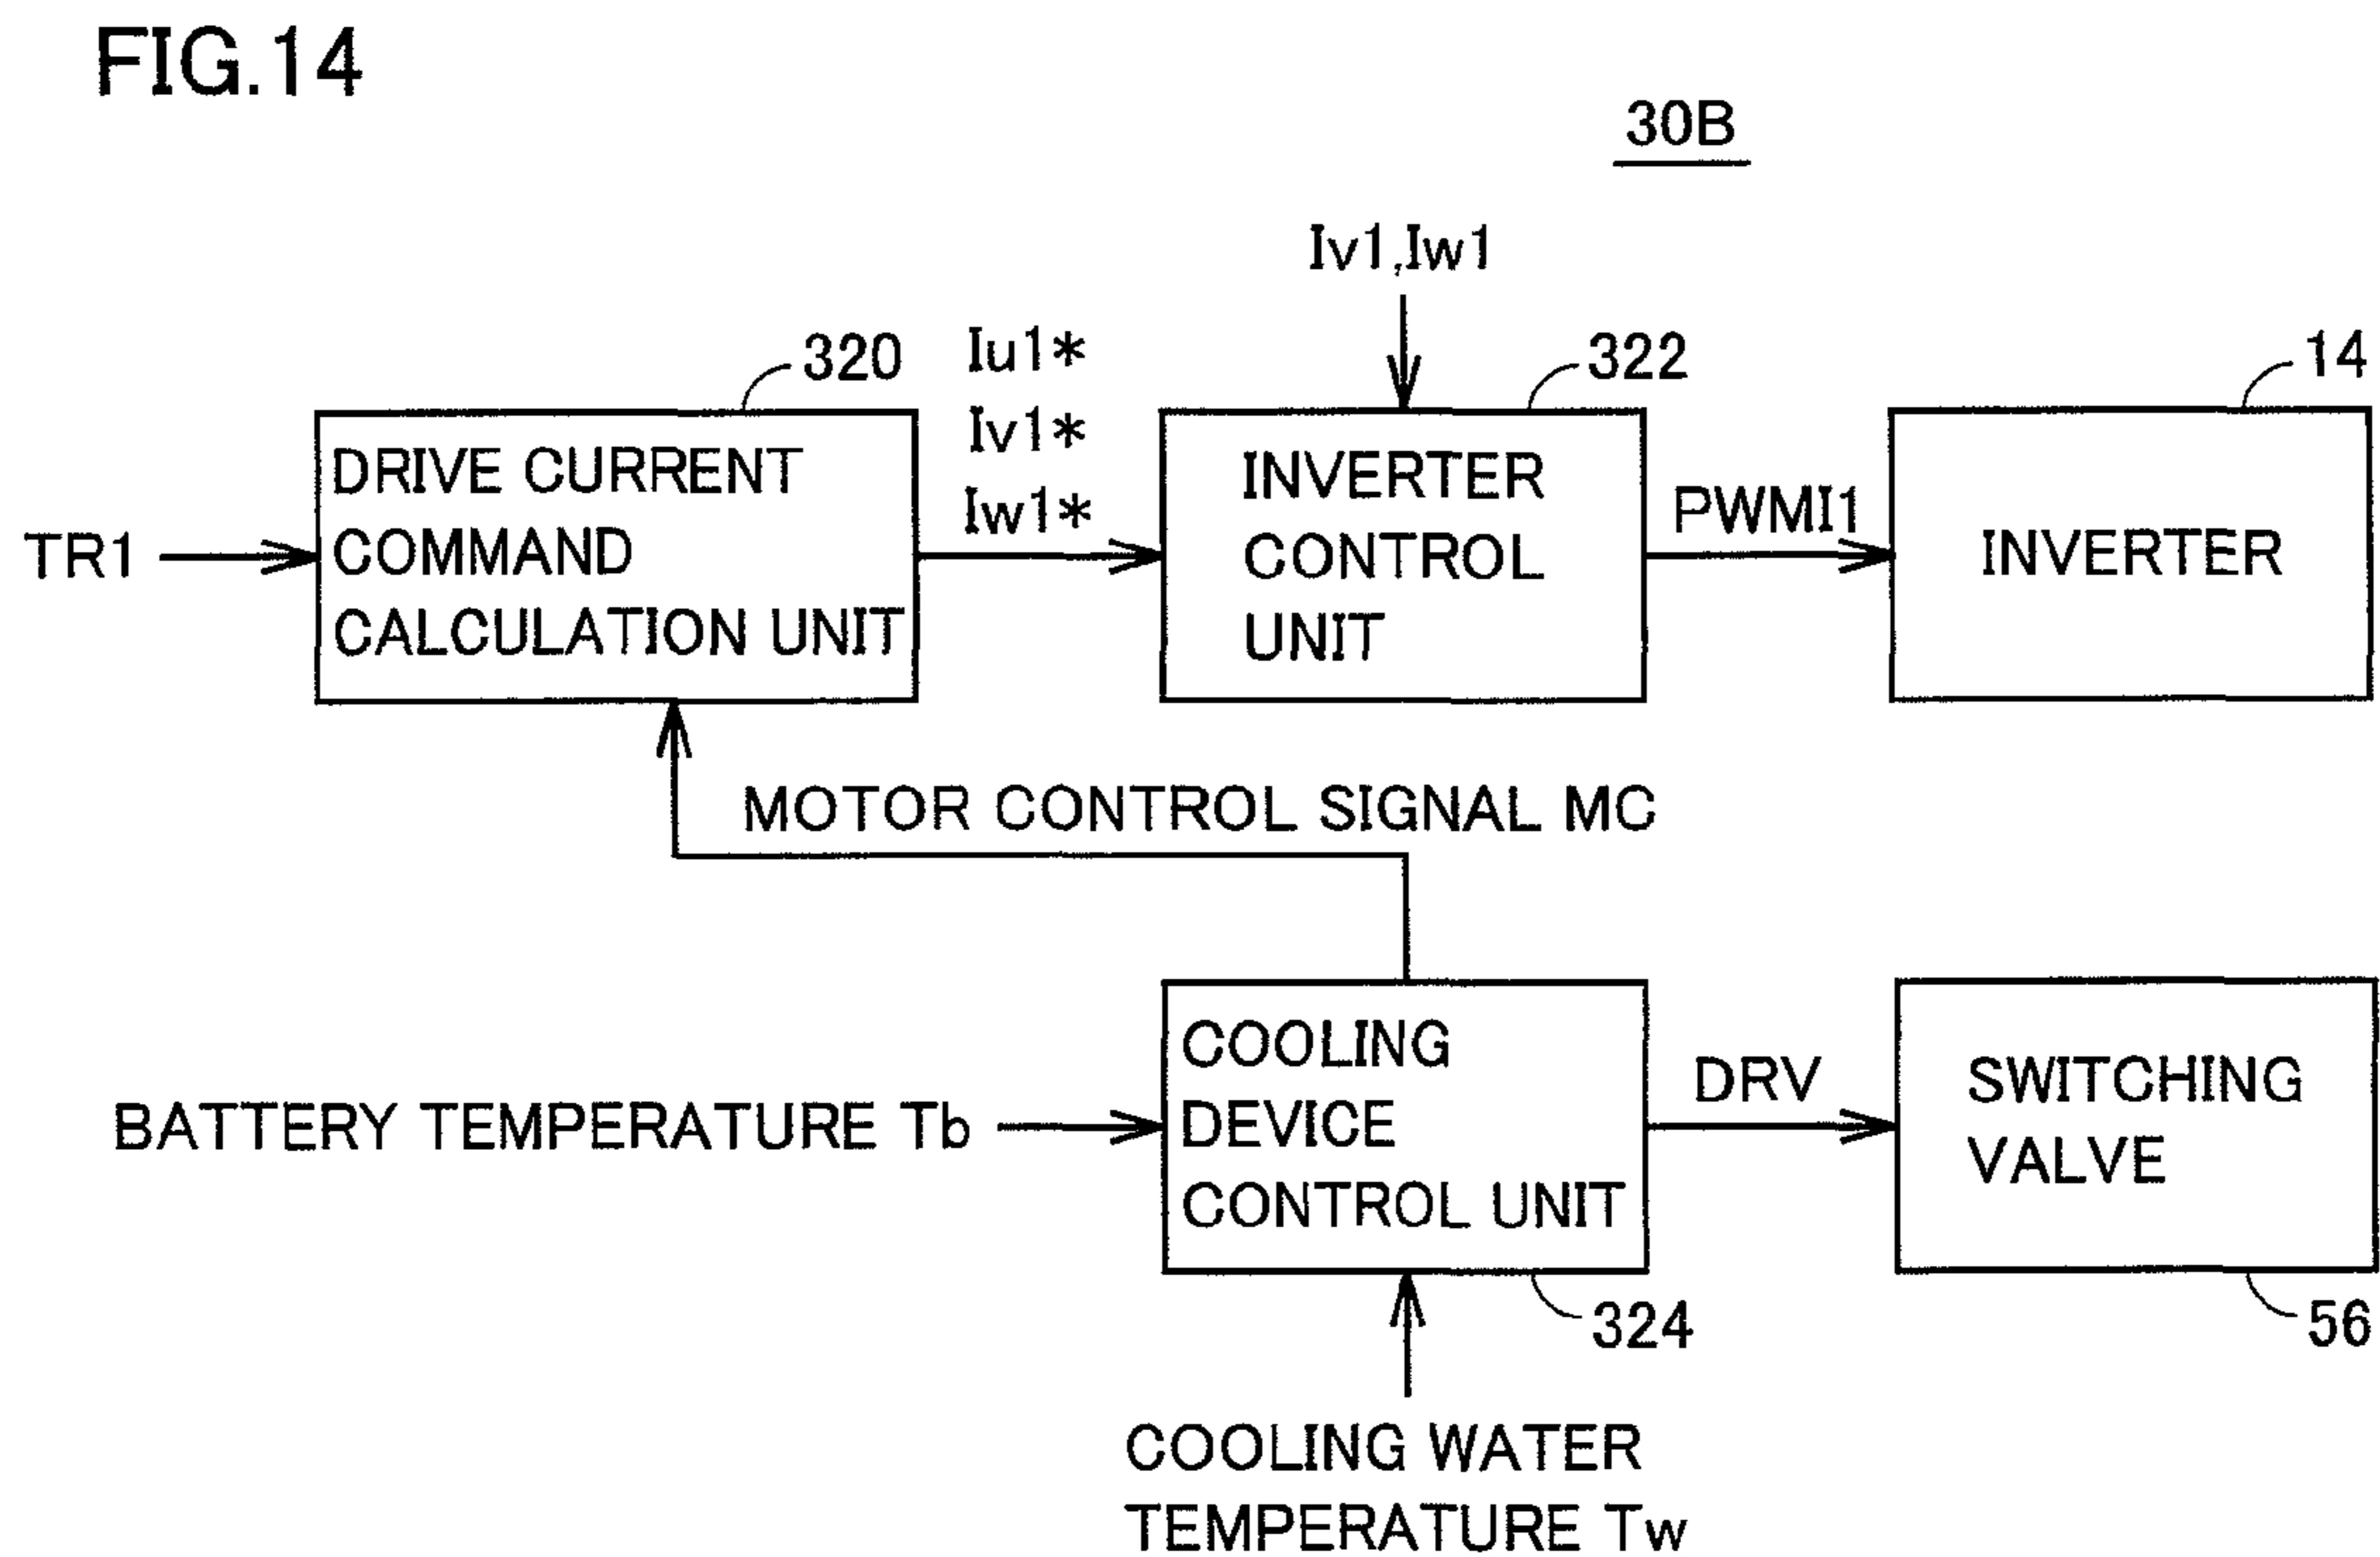 FIG.14
30B
Iv1,Iw1
320
Iu1*
Iv1*
Iw1*
322
14
TR1
DRIVE CURRENT
COMMAND
CALCULATION UNIT
INVERTER
CONTROL
UNIT
PWMI1
INVERTER
MOTOR CONTROL SIGNAL MC
BATTERY TEMPERATURE Tb
COOLING
DEVICE
CONTROL UNIT
DRV
SWITCHING
VALVE
324
56
COOLING WATER
TEMPERATURE Tw